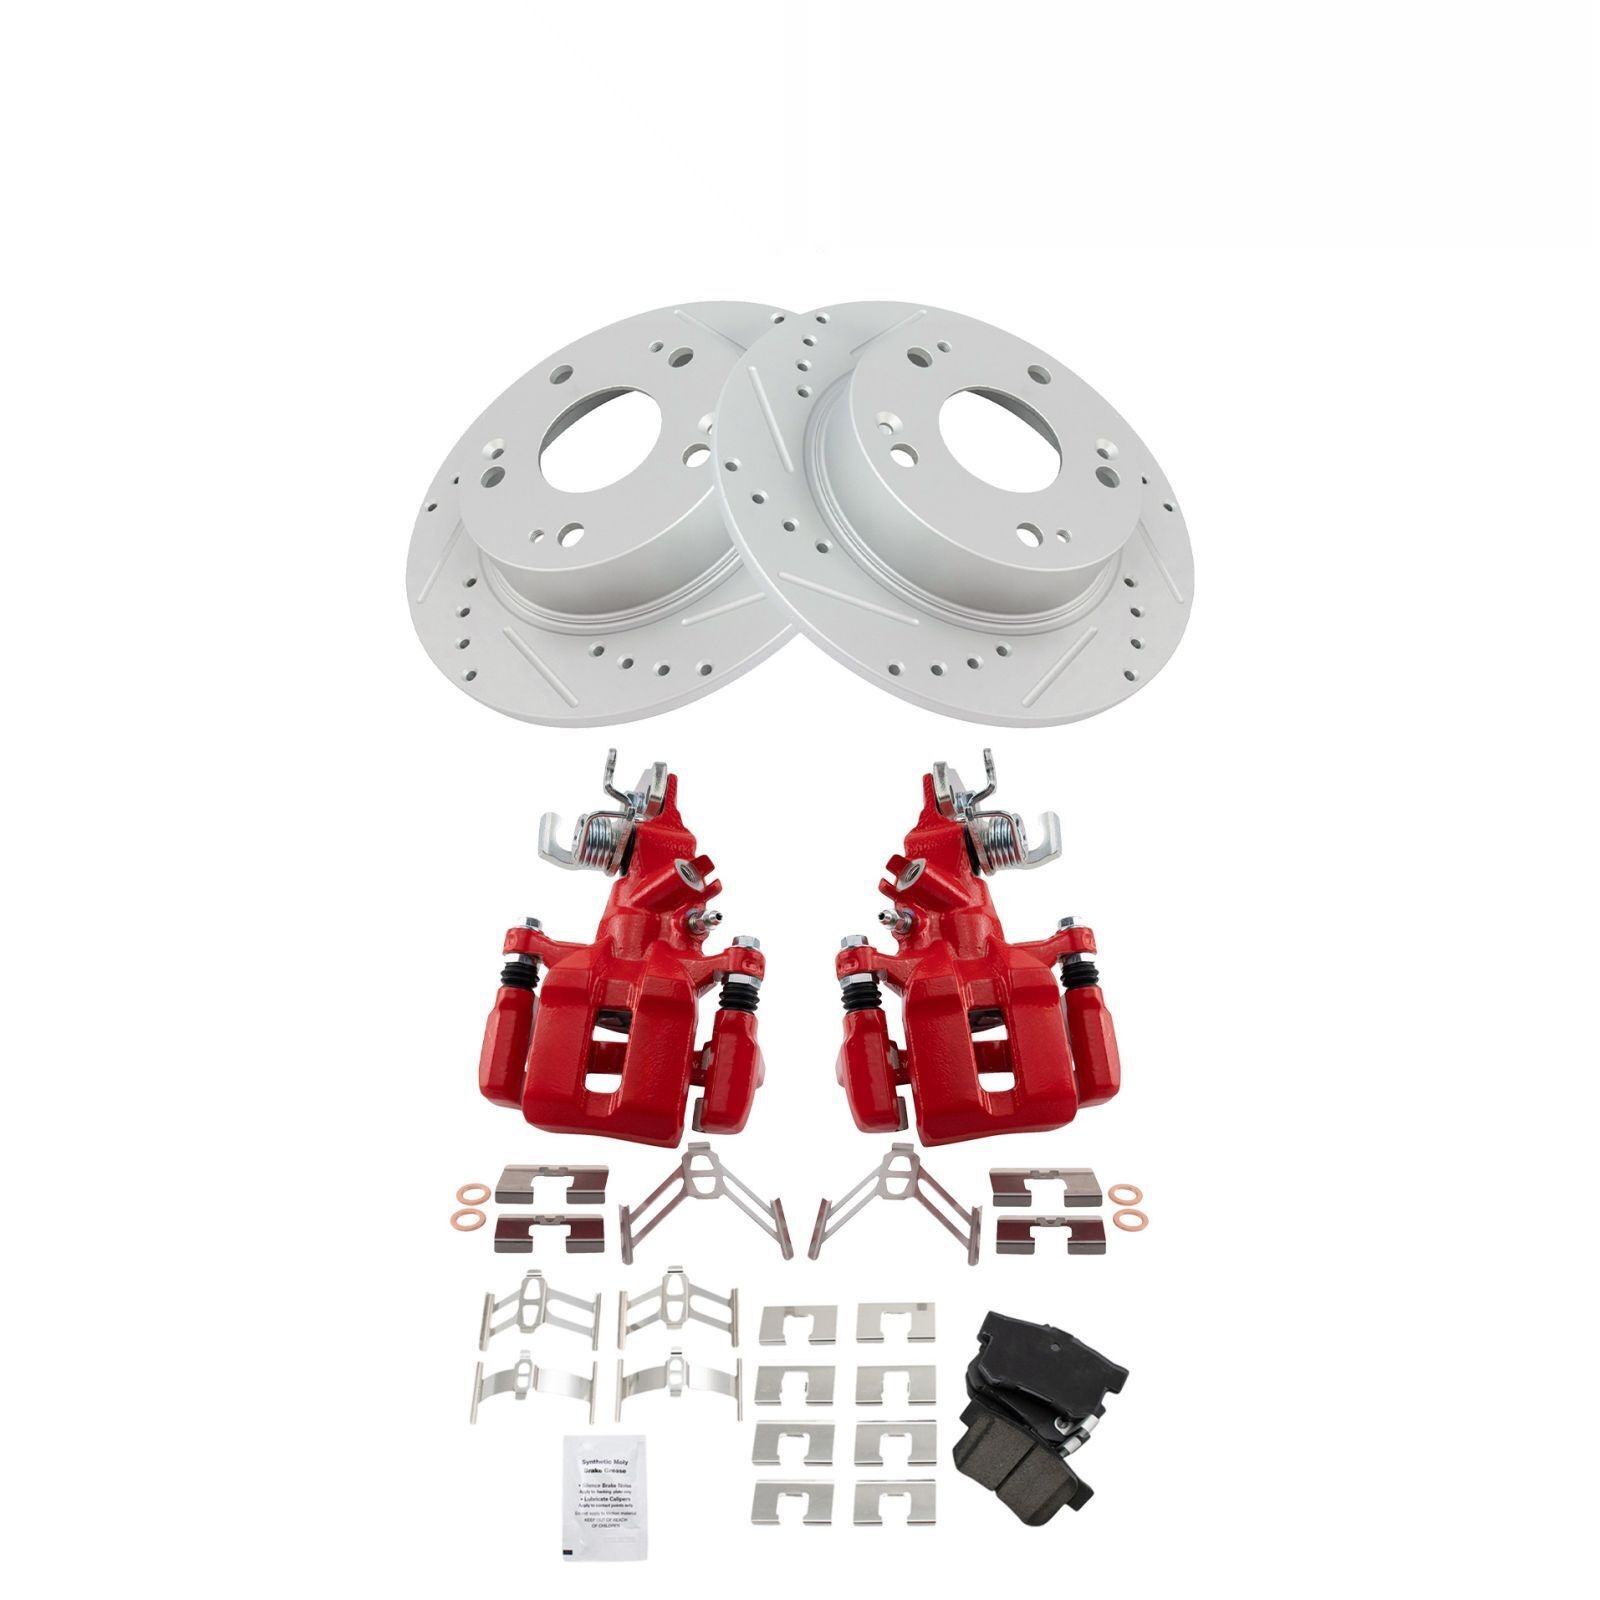 Synthetic Moly
Brake Grease
• Silence Brake Noise
Apply to backing plate only
• Lubricate Calipers
Apply to contact points only
Do not apply to friction material
KEEP OUT OF REACH
OF CHILDREN